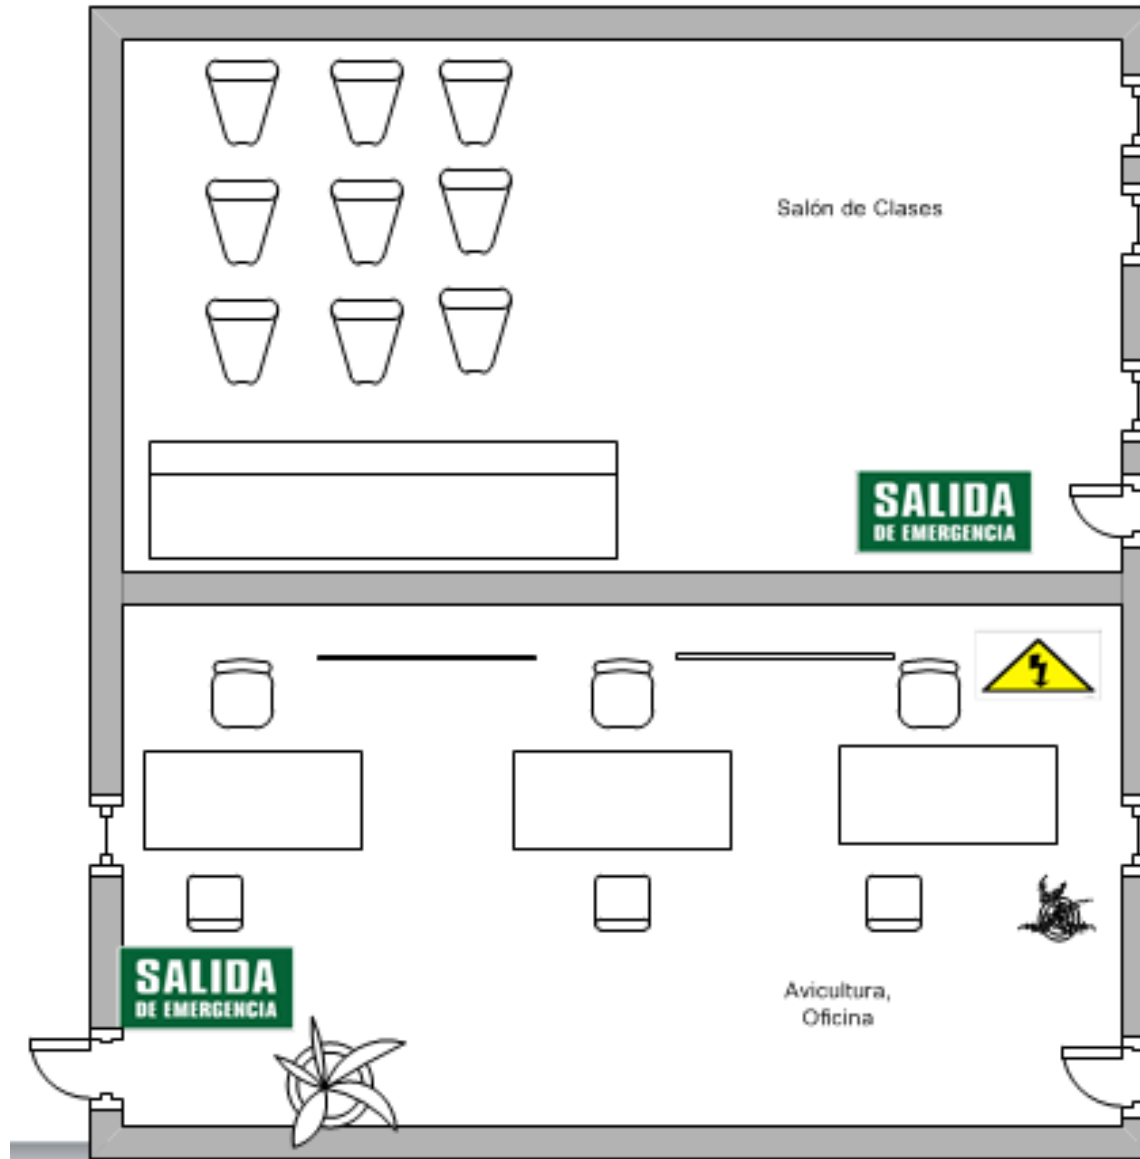 Salón de Clases
SALIDA
DE EMERGENCIA
SALIDA
DE EMERGENCIA
Avicultura,
Oficina